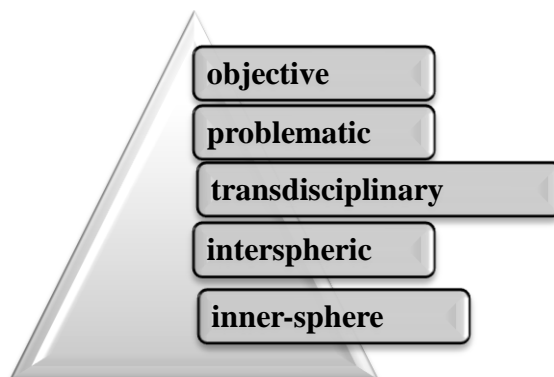 objective
problematic
transdisciplinary
interspheric
inner-sphere